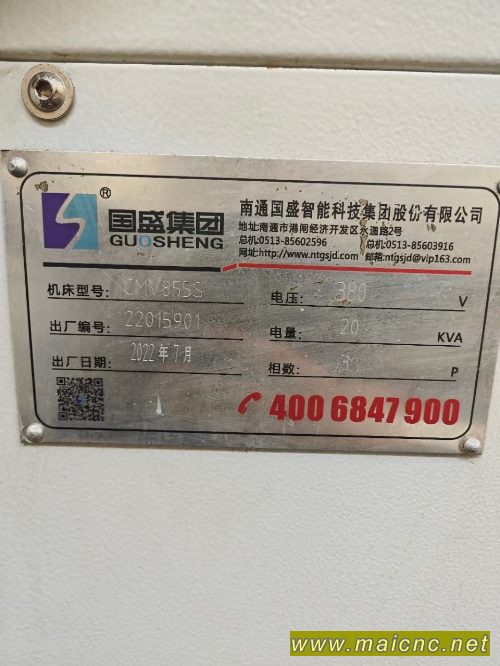 ®
国盛集团
GUOSHENG
南通国盛智能科技集团股份有限公司
地址:南通市港闸经济开发区永通路2号
总机:0513-85602596 总机:0513-85603916
网址:http://www.ntgsjd.com 邮箱:ntgsjd@vip163.com
机床型号: CMV855S 电压: 380 V
出厂编号: 22015901 电量: 20 KVA
出厂日期: 2022年7月 相数: 3 P
400 6847 900
www.maicnc.net